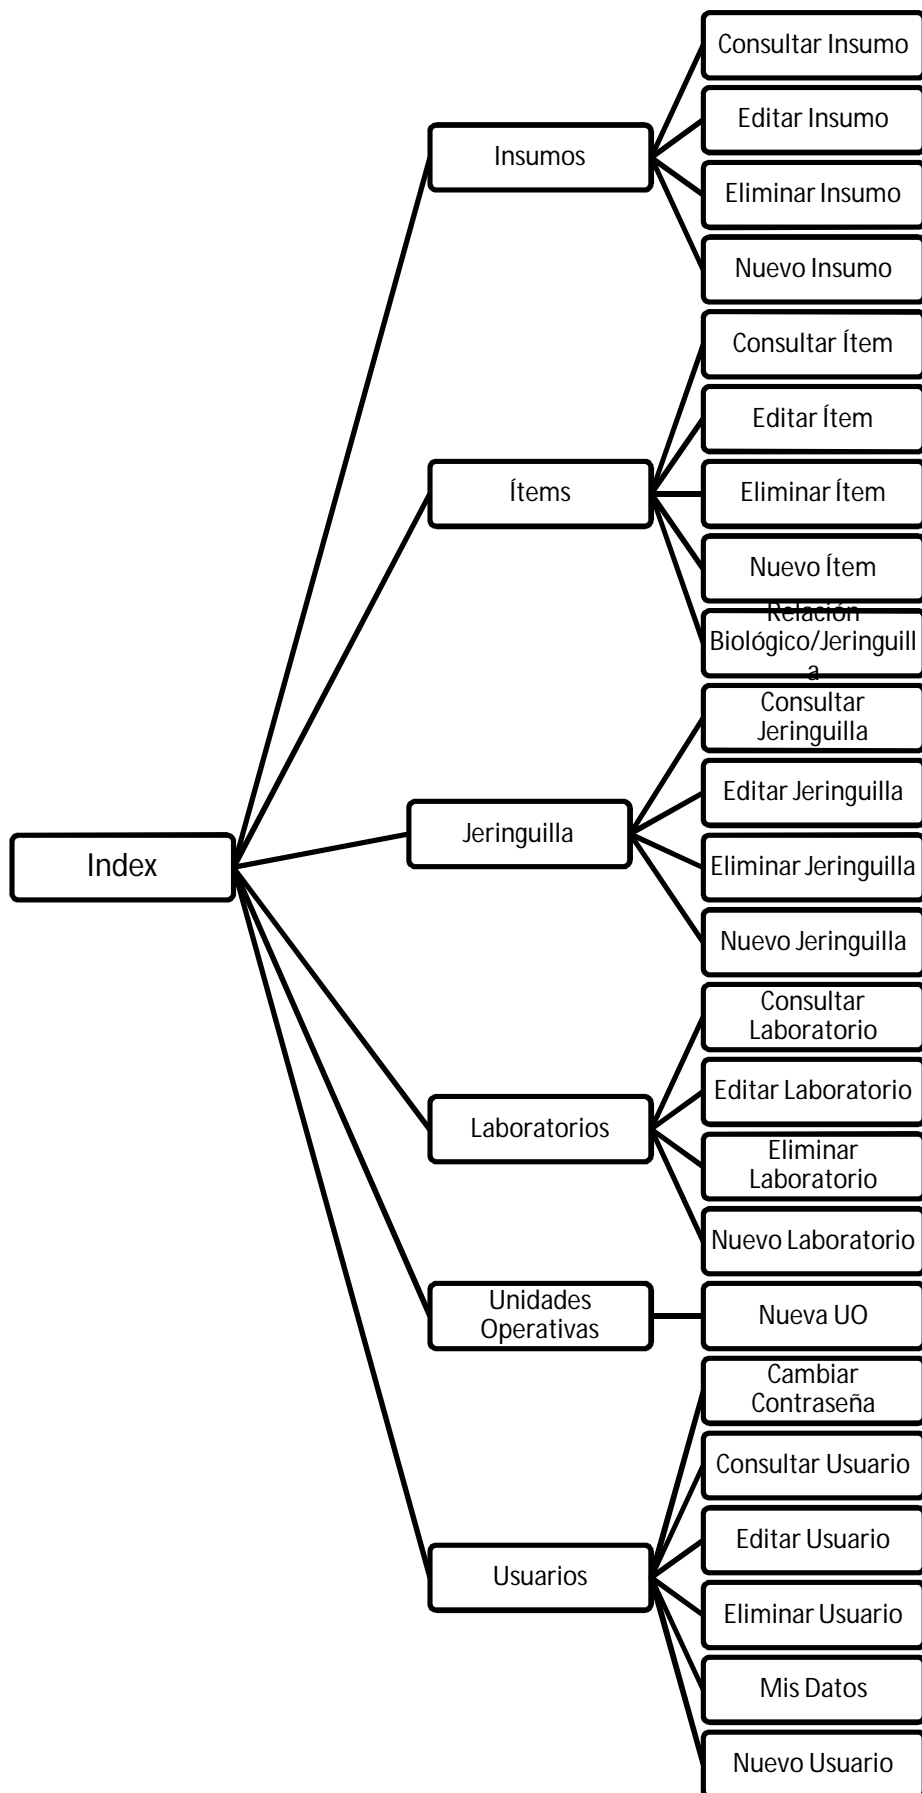 Consultar Insumo
Editar Insumo
Insumos
Eliminar Insumo
Nuevo Insumo
Consultar Ítem
Editar Ítem
Ítems
Eliminar Ítem
Nuevo Ítem
Relación
Biológico/Jeringuill
a
Consultar
Jeringuilla
Editar Jeringuilla
Jeringuilla
Index
Eliminar Jeringuilla
Nuevo Jeringuilla
Consultar
Laboratorio
Editar Laboratorio
Laboratorios
Eliminar
Laboratorio
Nuevo Laboratorio
Unidades
Operativas
Nueva UO
Cambiar
Contraseña
Consultar Usuario
Editar Usuario
Usuarios
Eliminar Usuario
Mis Datos
Nuevo Usuario